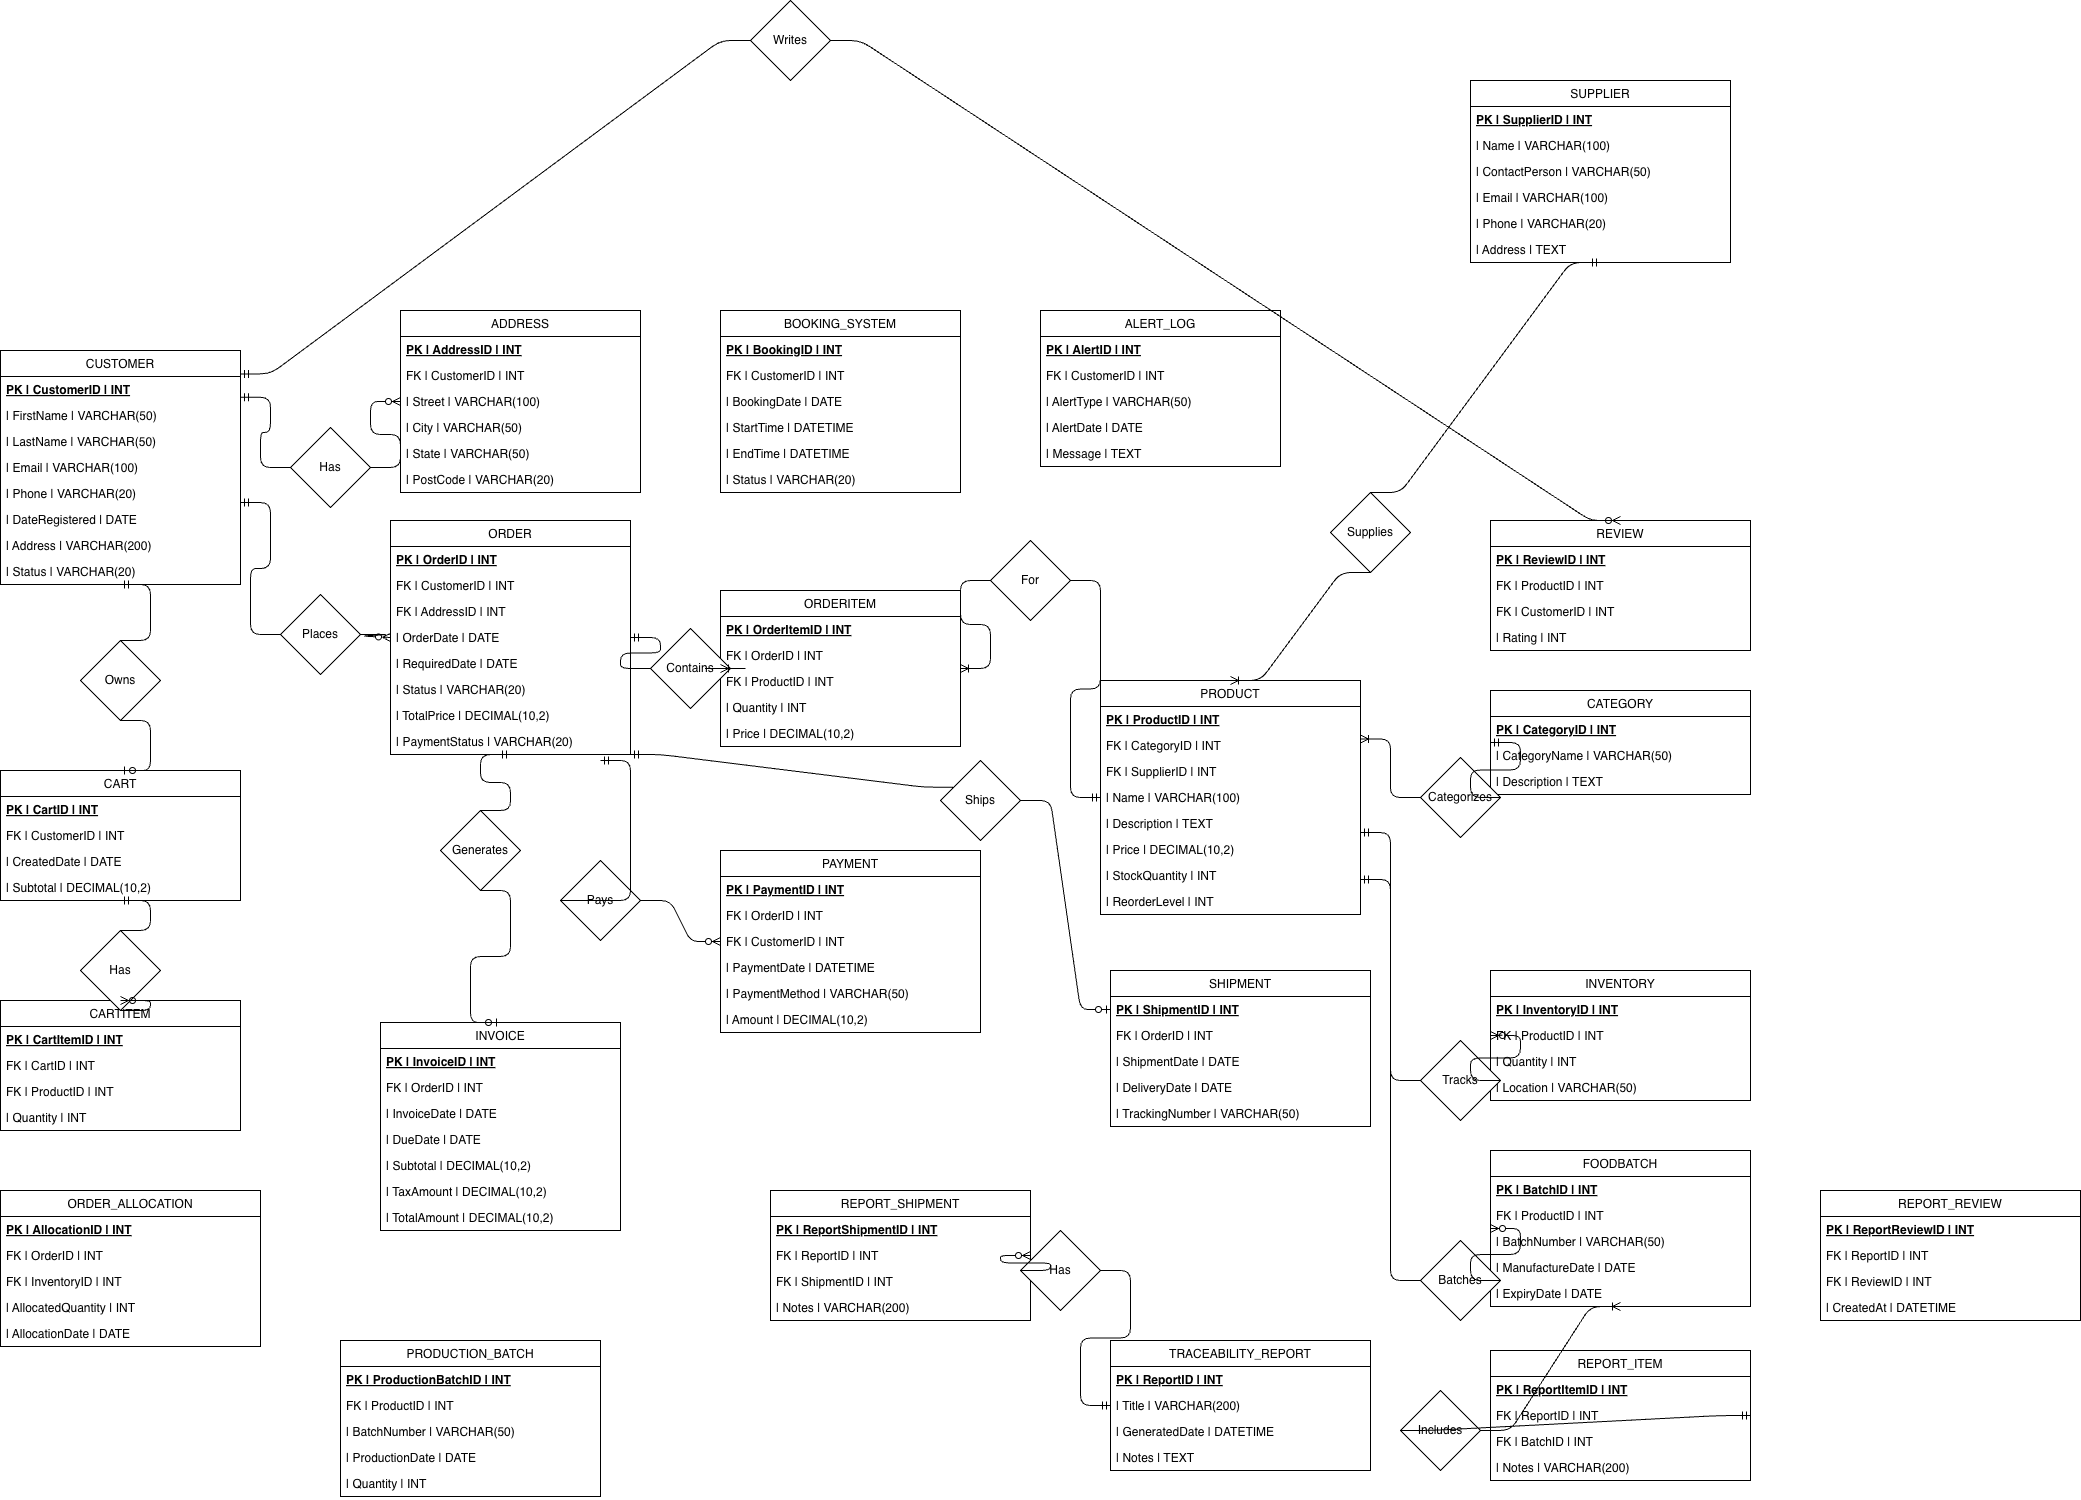 Writes
SUPPLIER
PK | SupplierID | INT
| Name | VARCHAR(100)
| ContactPerson | VARCHAR(50)
| Email | VARCHAR(100)
| Phone | VARCHAR(20)
| Address | TEXT
CUSTOMER
PK | CustomerID | INT
| FirstName | VARCHAR(50)
| LastName | VARCHAR(50)
| Email | VARCHAR(100)
| Phone | VARCHAR(20)
| DateRegistered | DATE
| Address | VARCHAR(200)
| Status | VARCHAR(20)
Has
ADDRESS
PK | AddressID | INT
FK | CustomerID | INT
| Street | VARCHAR(100)
| City | VARCHAR(50)
| State | VARCHAR(50)
| PostCode | VARCHAR(20)
BOOKING_SYSTEM
PK | BookingID | INT
FK | CustomerID | INT
| BookingDate | DATE
| StartTime | DATETIME
| EndTime | DATETIME
| Status | VARCHAR(20)
ALERT_LOG
PK | AlertID | INT
FK | CustomerID | INT
| AlertType | VARCHAR(50)
| AlertDate | DATE
| Message | TEXT
Supplies
REVIEW
PK | ReviewID | INT
FK | ProductID | INT
FK | CustomerID | INT
| Rating | INT
Places
ORDER
PK | OrderID | INT
FK | CustomerID | INT
FK | AddressID | INT
| OrderDate | DATE
| RequiredDate | DATE
| Status | VARCHAR(20)
| TotalPrice | DECIMAL(10,2)
| PaymentStatus | VARCHAR(20)
Contains
ORDERITEM
PK | OrderItemID | INT
FK | OrderID | INT
FK | ProductID | INT
| Quantity | INT
| Price | DECIMAL(10,2)
For
PRODUCT
PK | ProductID | INT
FK | CategoryID | INT
FK | SupplierID | INT
| Name | VARCHAR(100)
| Description | TEXT
| Price | DECIMAL(10,2)
| StockQuantity | INT
| ReorderLevel | INT
Categorizes
CATEGORY
PK | CategoryID | INT
| CategoryName | VARCHAR(50)
| Description | TEXT
Owns
CART
PK | CartID | INT
FK | CustomerID | INT
| CreatedDate | DATE
| Subtotal | DECIMAL(10,2)
Has
CARTITEM
PK | CartItemID | INT
FK | CartID | INT
FK | ProductID | INT
| Quantity | INT
Generates
Pays
Ships
PAYMENT
PK | PaymentID | INT
FK | OrderID | INT
FK | CustomerID | INT
| PaymentDate | DATETIME
| PaymentMethod | VARCHAR(50)
| Amount | DECIMAL(10,2)
INVOICE
PK | InvoiceID | INT
FK | OrderID | INT
| InvoiceDate | DATE
| DueDate | DATE
| Subtotal | DECIMAL(10,2)
| TaxAmount | DECIMAL(10,2)
| TotalAmount | DECIMAL(10,2)
SHIPMENT
PK | ShipmentID | INT
FK | OrderID | INT
| ShipmentDate | DATE
| DeliveryDate | DATE
| TrackingNumber | VARCHAR(50)
Tracks
INVENTORY
PK | InventoryID | INT
FK | ProductID | INT
| Quantity | INT
| Location | VARCHAR(50)
Batches
FOODBATCH
PK | BatchID | INT
FK | ProductID | INT
| BatchNumber | VARCHAR(50)
| ManufactureDate | DATE
| ExpiryDate | DATE
ORDER_ALLOCATION
PK | AllocationID | INT
FK | OrderID | INT
FK | InventoryID | INT
| AllocatedQuantity | INT
| AllocationDate | DATE
REPORT_SHIPMENT
PK | ReportShipmentID | INT
FK | ReportID | INT
FK | ShipmentID | INT
| Notes | VARCHAR(200)
Has
REPORT_REVIEW
PK | ReportReviewID | INT
FK | ReportID | INT
FK | ReviewID | INT
| CreatedAt | DATETIME
PRODUCTION_BATCH
PK | ProductionBatchID | INT
FK | ProductID | INT
| BatchNumber | VARCHAR(50)
| ProductionDate | DATE
| Quantity | INT
TRACEABILITY_REPORT
PK | ReportID | INT
| Title | VARCHAR(200)
| GeneratedDate | DATETIME
| Notes | TEXT
Includes
REPORT_ITEM
PK | ReportItemID | INT
FK | ReportID | INT
FK | BatchID | INT
| Notes | VARCHAR(200)